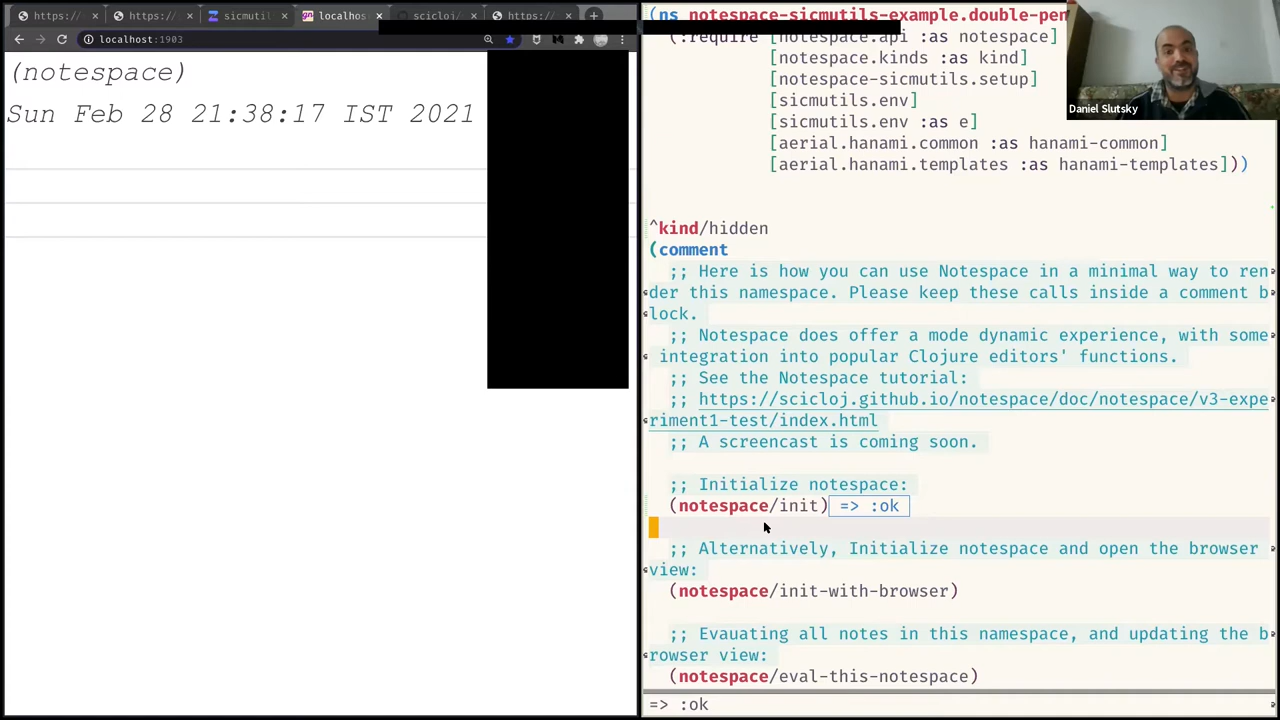 https:/
https:/
sicmutil
localhos
scicloj/
https:/
localhost:1903
(notespace)
Sun Feb 28 21:38:17 IST 2021
(ns notespace-sicmutils-example.double-pen
(:require [notespace.api :as notespace]
[notespace.kinds :as kind]
[notespace-sicmutils.setup]
[sicmutils.env]
[sicmutils.env :as e]
[aerial.hanami.common :as hanami-common]
[aerial.hanami.templates :as hanami-templates]))
Daniel Slutsky
^kind/hidden
(comment
;; Here is how you can use Notespace in a minimal way to ren
der this namespace. Please keep these calls inside a comment b
lock.
;; Notespace does offer a mode dynamic experience, with some
integration into popular Clojure editors' functions.
;; See the Notespace tutorial:
;; https://scicloj.github.io/notespace/doc/notespace/v3-expe
riment1-test/index.html
;; A screencast is coming soon.
;; Initialize notespace:
(notespace/init) => :ok
;; Alternatively, Initialize notespace and open the browser
view:
(notespace/init-with-browser)
;; Evauating all notes in this namespace, and updating the b
rowser view:
(notespace/eval-this-notespace)
=> :ok